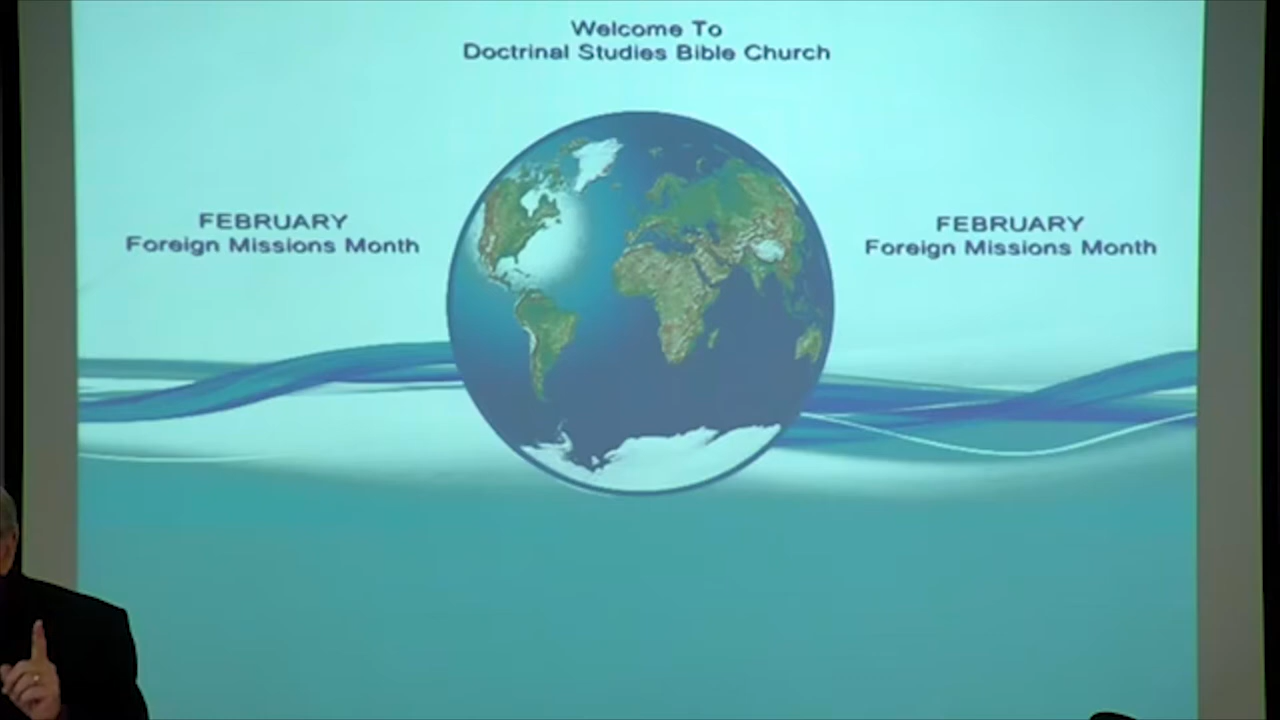 Welcome To
Doctrinal Studies Bible Church
FEBRUARY
Foreign Missions Month
FEBRUARY
Foreign Missions Month